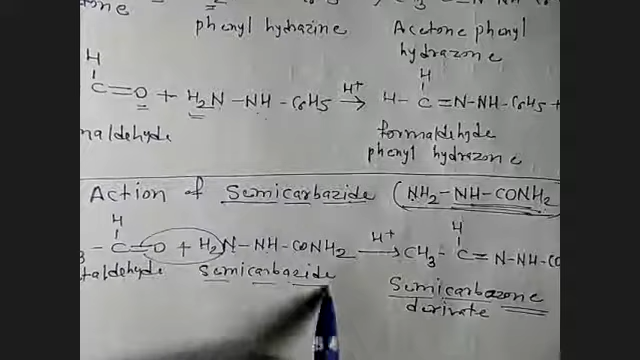 phenyl hydrazine Acetone phenyl
hydrazone
H H
C=O + H2N-NH-C6H5 H+→ H-C=N-NH-C6H5 +
formaldehyde
phenyl hydrazone
Action of Semicarbazide (NH2-NH-CONH2
H H
-C=O + H2N-NH-CONH2 H+→ CH3-C=N-NH-CO
Semicarbazide Semicarbazone
derivate